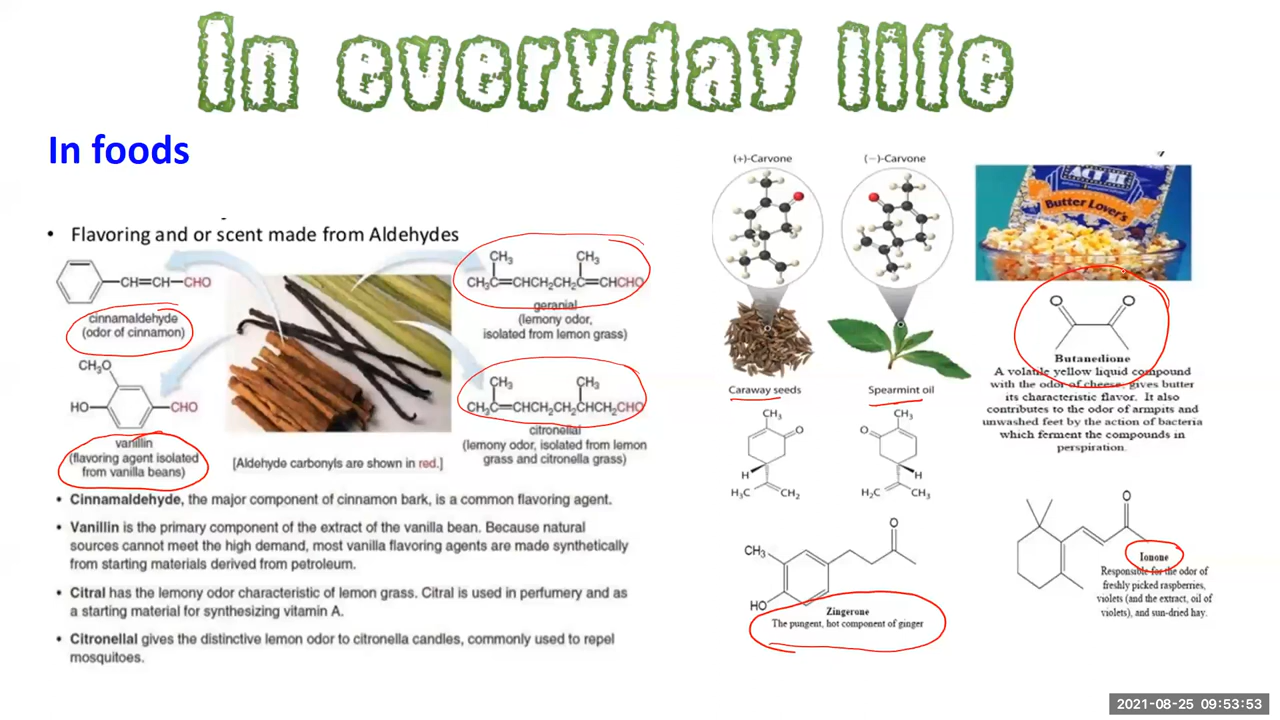 In everyday life
In foods
• Flavoring and or scent made from Aldehydes
CH=CH—CHO
cinnamaldehyde
(odor of cinnamon)
CH₃O
HO
CHO
vanillin
(flavoring agent isolated
from vanilla beans)
CH₃ CH₃
CH₃C=CHCH₂CH₂C=CHCHO
geranial
(lemony odor,
isolated from lemon grass)
CH₃ CH₃
CH₃C=CHCH₂CH₂CHCH₂CHO
citronellal
(lemony odor, isolated from lemon
grass and citronella grass)
[Aldehyde carbonyls are shown in red.]
• Cinnamaldehyde, the major component of cinnamon bark, is a common flavoring agent.
• Vanillin is the primary component of the extract of the vanilla bean. Because natural
sources cannot meet the high demand, most vanilla flavoring agents are made synthetically
from starting materials derived from petroleum.
• Citral has the lemony odor characteristic of lemon grass. Citral is used in perfumery and as
a starting material for synthesizing vitamin A.
• Citronellal gives the distinctive lemon odor to citronella candles, commonly used to repel
mosquitoes.
(+)-Carvone
(−)-Carvone
Caraway seeds
Spearmint oil
CH₃
O
H
H₃C CH₂
CH₃
O
H
H₂C CH₃
ACT II
Butter Lover's
O O
Butanedione
A volatile yellow liquid compound
with the odor of cheese, gives butter
its characteristic flavor. It also
contributes to the odor of armpits and
unwashed feet by the action of bacteria
which ferment the compounds in
perspiration.
O
CH₃
HO
Zingerone
The pungent, hot component of ginger
O
Ionone
Responsible for the odor of
freshly picked raspberries,
violets (and the extract, oil of
violets), and sun-dried hay.
2021-08-25 09:53:53